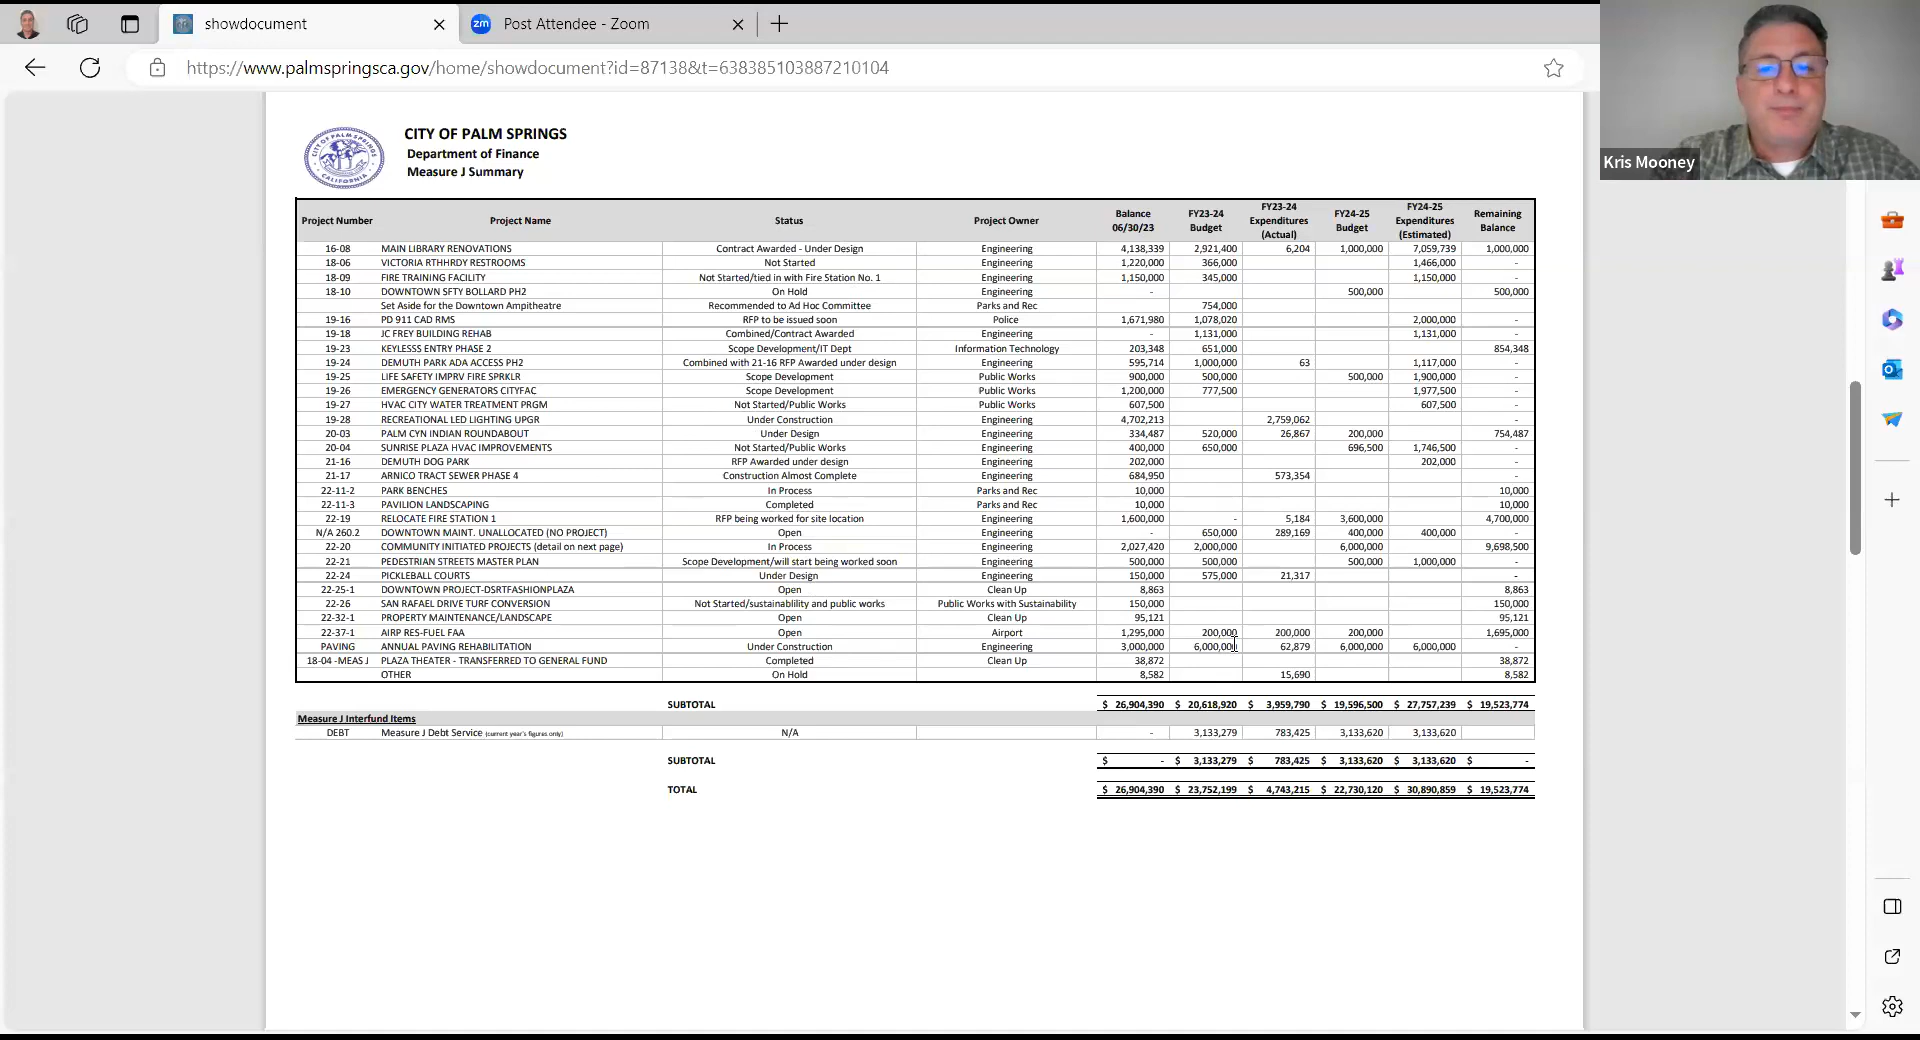 showdocument
Post Attendee - Zoom
https://www.palmspringsca.gov/home/showdocument?id=87138&t=638385103887210104
Kris Mooney
CITY OF PALM SPRINGS
Department of Finance
Measure J Summary
Project Number Project Name Status Project Owner Balance 06/30/23 FY23-24 Budget FY23-24 Expenditures (Actual) FY24-25 Budget FY24-25 Expenditures (Estimated) Remaining Balance
16-08 MAIN LIBRARY RENOVATIONS Contract Awarded - Under Design Engineering 4,138,339 2,921,400 6,204 1,000,000 7,059,739 1,000,000
18-06 VICTORIA RTHHRDY RESTROOMS Not Started Engineering 1,220,000 366,000 1,466,000 -
18-09 FIRE TRAINING FACILITY Not Started/tied in with Fire Station No. 1 Engineering 1,150,000 345,000 1,150,000 -
18-10 DOWNTOWN SFTY BOLLARD PH2 On Hold Engineering - 500,000 500,000
Set Aside for the Downtown Ampitheatre Recommended to Ad Hoc Committee Parks and Rec 754,000
19-16 PD 911 CAD RMS RFP to be issued soon Police 1,671,980 1,078,020 2,000,000 -
19-18 JC FREY BUILDING REHAB Combined/Contract Awarded Engineering - 1,131,000 1,131,000 -
19-23 KEYLESSS ENTRY PHASE 2 Scope Development/IT Dept Information Technology 203,348 651,000 854,348
19-24 DEMUTH PARK ADA ACCESS PH2 Combined with 21-16 RFP Awarded under design Engineering 595,714 1,000,000 63 1,117,000 -
19-25 LIFE SAFETY IMPRV FIRE SPRKLR Scope Development Public Works 900,000 500,000 500,000 1,900,000 -
19-26 EMERGENCY GENERATORS CITYFAC Scope Development Public Works 1,200,000 777,500 1,977,500 -
19-27 HVAC CITY WATER TREATMENT PRGM Not Started/Public Works Public Works 607,500 607,500 -
19-28 RECREATIONAL LED LIGHTING UPGR Under Construction Engineering 4,702,213 2,759,062 -
20-03 PALM CYN INDIAN ROUNDABOUT Under Design Engineering 334,487 520,000 26,867 200,000 754,487
20-04 SUNRISE PLAZA HVAC IMPROVEMENTS Not Started/Public Works Engineering 400,000 650,000 696,500 1,746,500 -
21-16 DEMUTH DOG PARK RFP Awarded under design Engineering 202,000 202,000 -
21-17 ARNICO TRACT SEWER PHASE 4 Construction Almost Complete Engineering 684,950 573,354 -
22-11-2 PARK BENCHES In Process Parks and Rec 10,000 10,000
22-11-3 PAVILION LANDSCAPING Completed Parks and Rec 10,000 10,000
22-19 RELOCATE FIRE STATION 1 RFP being worked for site location Engineering 1,600,000 - 5,184 3,600,000 4,700,000
N/A 260.2 DOWNTOWN MAINT. UNALLOCATED (NO PROJECT) Open Engineering - 650,000 289,169 400,000 400,000 -
22-20 COMMUNITY INITIATED PROJECTS (detail on next page) In Process Engineering 2,027,420 2,000,000 6,000,000 9,698,500
22-21 PEDESTRIAN STREETS MASTER PLAN Scope Development/will start being worked soon Engineering 500,000 500,000 500,000 1,000,000 -
22-24 PICKLEBALL COURTS Under Design Engineering 150,000 575,000 21,317 -
22-25-1 DOWNTOWN PROJECT-DSRTFASHIONPLAZA Open Clean Up 8,863 8,863
22-26 SAN RAFAEL DRIVE TURF CONVERSION Not Started/sustainablility and public works Public Works with Sustainability 150,000 150,000
22-32-1 PROPERTY MAINTENANCE/LANDSCAPE Open Clean Up 95,121 95,121
22-37-1 AIRP RES-FUEL FAA Open Airport 1,295,000 200,000 200,000 200,000 1,695,000
PAVING ANNUAL PAVING REHABILITATION Under Construction Engineering 3,000,000 6,000,000 62,879 6,000,000 6,000,000 -
18-04 -MEAS J PLAZA THEATER - TRANSFERRED TO GENERAL FUND Completed Clean Up 38,872 38,872
OTHER On Hold 8,582 15,690 8,582
SUBTOTAL $ 26,904,390 $ 20,618,920 $ 3,959,790 $ 19,596,500 $ 27,757,239 $ 19,523,774
Measure J Interfund Items
DEBT Measure J Debt Service (current year's figures only) N/A - 3,133,279 783,425 3,133,620 3,133,620
SUBTOTAL $ - $ 3,133,279 $ 783,425 $ 3,133,620 $ 3,133,620 $ -
TOTAL $ 26,904,390 $ 23,752,199 $ 4,743,215 $ 22,730,120 $ 30,890,859 $ 19,523,774